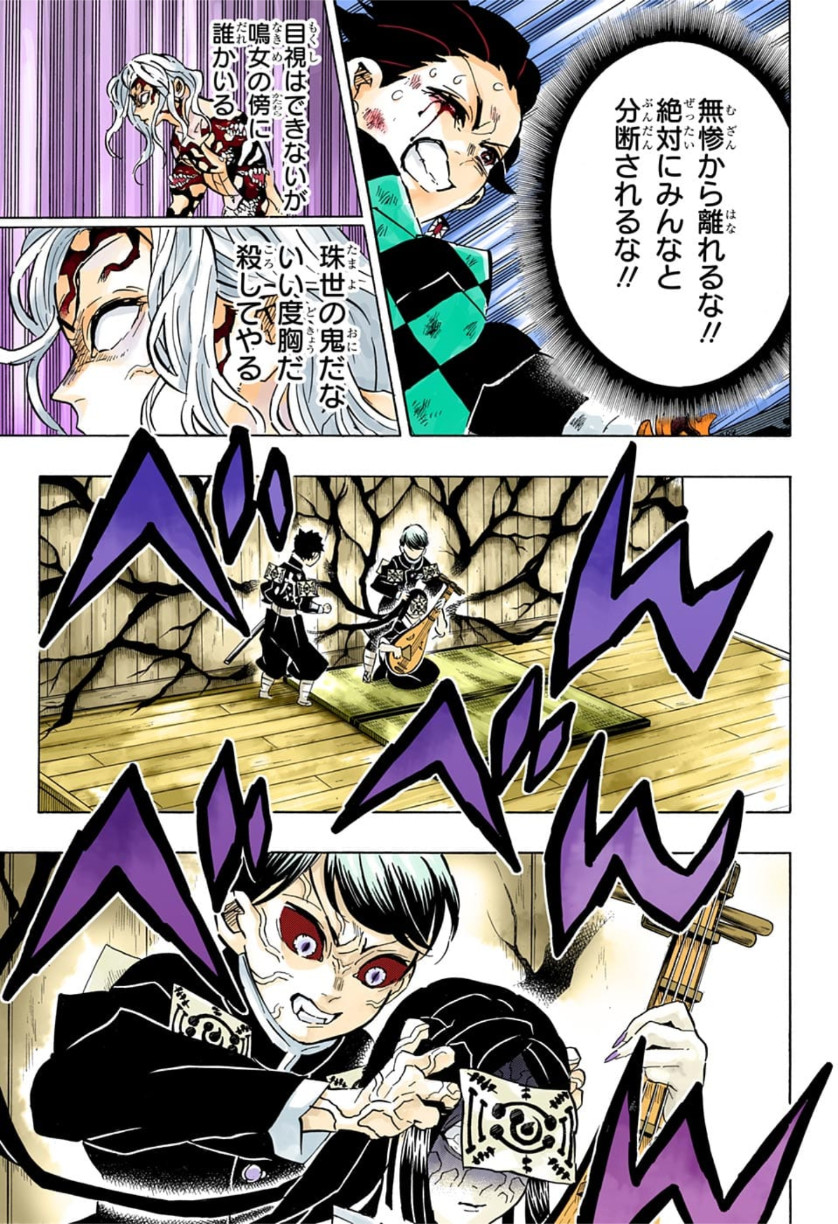 無惨から離れるな!!
絶対にみんなと
分断されるな!!
目視はできないが
鳴女の傍に
誰かいる
珠世の鬼だな
いい度胸だ
殺してやる
べん
べん
べん
滅